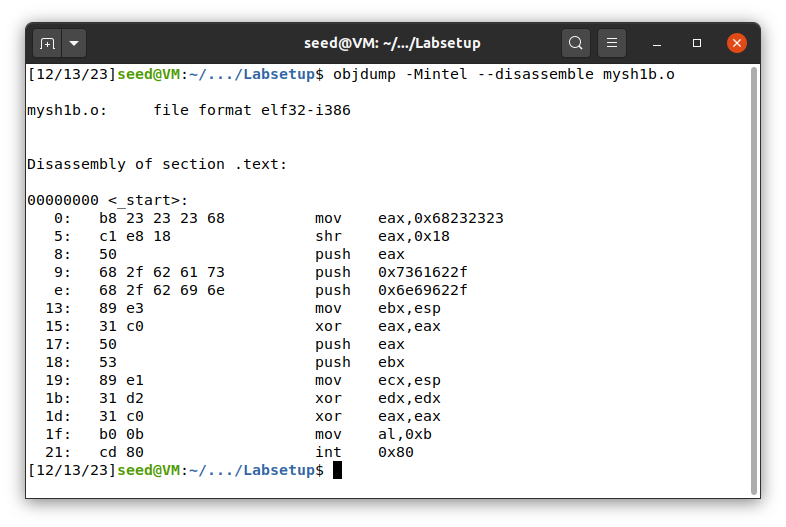 seed@VM: ~/.../Labsetup
[12/13/23]seed@VM:~/.../Labsetup$ objdump -Mintel --disassemble mysh1b.o
mysh1b.o:     file format elf32-i386
Disassembly of section .text:
00000000 <_start>:
   0:   b8 23 23 23 68          mov    eax,0x68232323
   5:   c1 e8 18                shr    eax,0x18
   8:   50                      push   eax
   9:   68 2f 62 61 73          push   0x7361622f
   e:   68 2f 62 69 6e          push   0x6e69622f
  13:   89 e3                   mov    ebx,esp
  15:   31 c0                   xor    eax,eax
  17:   50                      push   eax
  18:   53                      push   ebx
  19:   89 e1                   mov    ecx,esp
  1b:   31 d2                   xor    edx,edx
  1d:   31 c0                   xor    eax,eax
  1f:   b0 0b                   mov    al,0xb
  21:   cd 80                   int    0x80
[12/13/23]seed@VM:~/.../Labsetup$